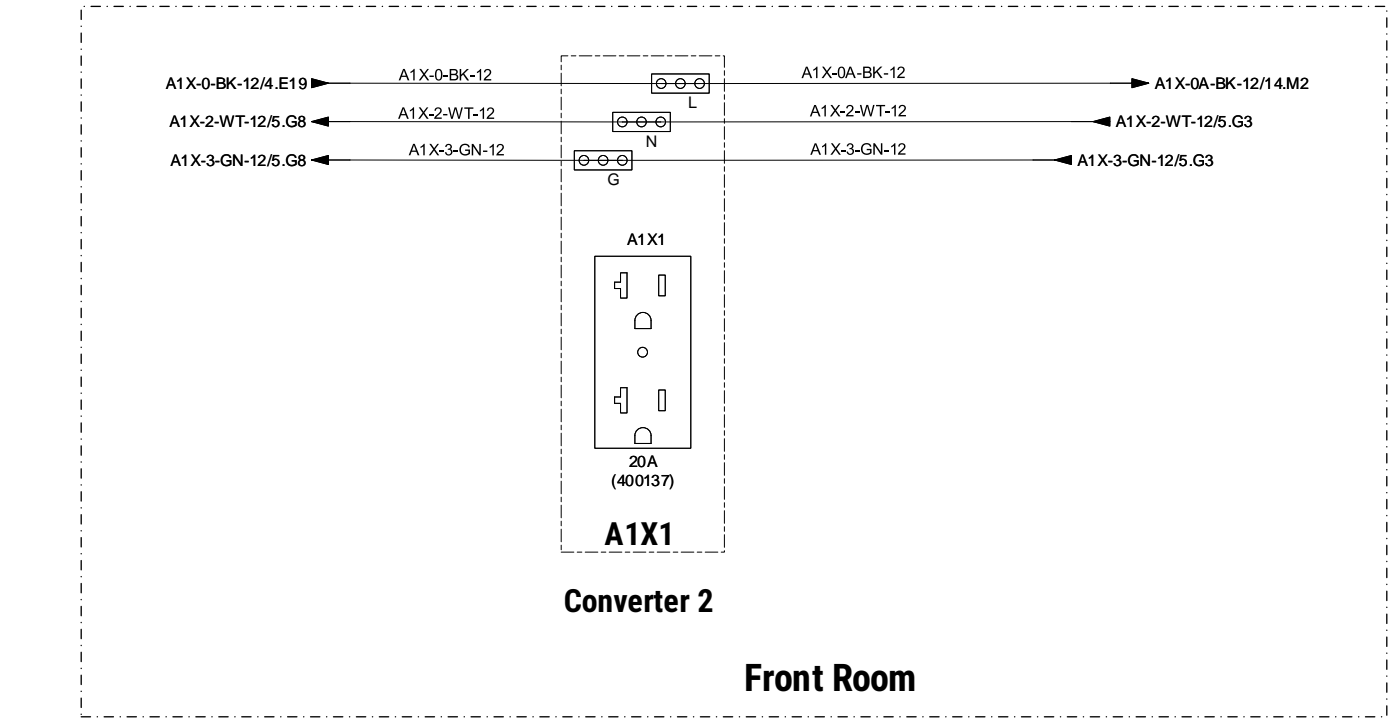 A1X-0-BK-12/4.E19 A1X-0-BK-12 A1X-0A-BK-12 A1X-0A-BK-12/14.M2
L
A1X-2-WT-12/5.G8 A1X-2-WT-12 A1X-2-WT-12 A1X-2-WT-12/5.G3
N
A1X-3-GN-12/5.G8 A1X-3-GN-12 A1X-3-GN-12 A1X-3-GN-12/5.G3
G
A1X1
20A
(400137)
A1X1
Converter 2
Front Room